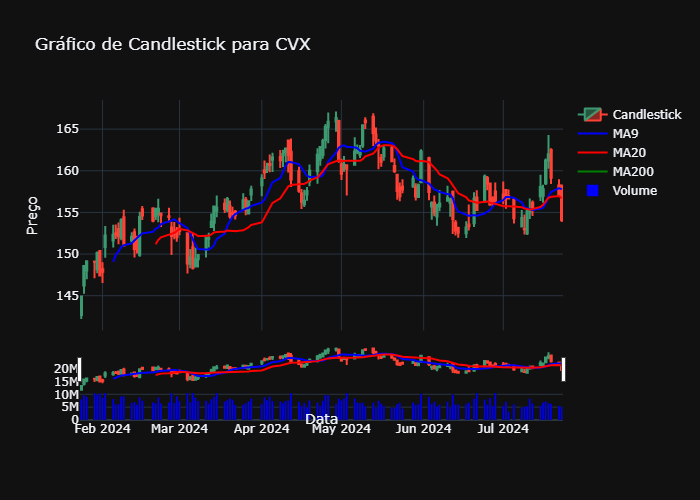 Gráfico de Candlestick para CVX
Candlestick
MA9
MA20
MA200
Volume
Preço
165
160
155
150
145
20M
15M
10M
5M
0
Feb 2024
Mar 2024
Apr 2024
May 2024
Jun 2024
Jul 2024
Data